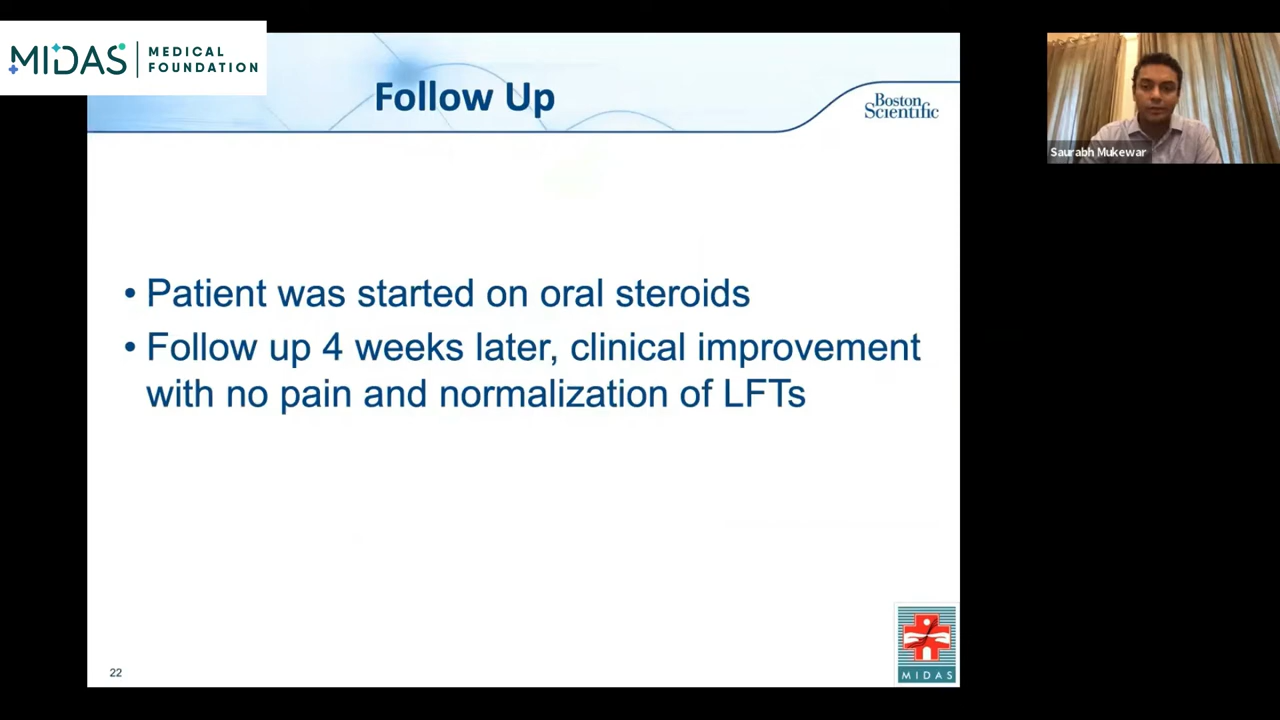 MIDAS MEDICAL
FOUNDATION
Follow Up
Boston
Scientific
Saurabh Mukewar
• Patient was started on oral steroids
• Follow up 4 weeks later, clinical improvement
with no pain and normalization of LFTs
22
MIDAS